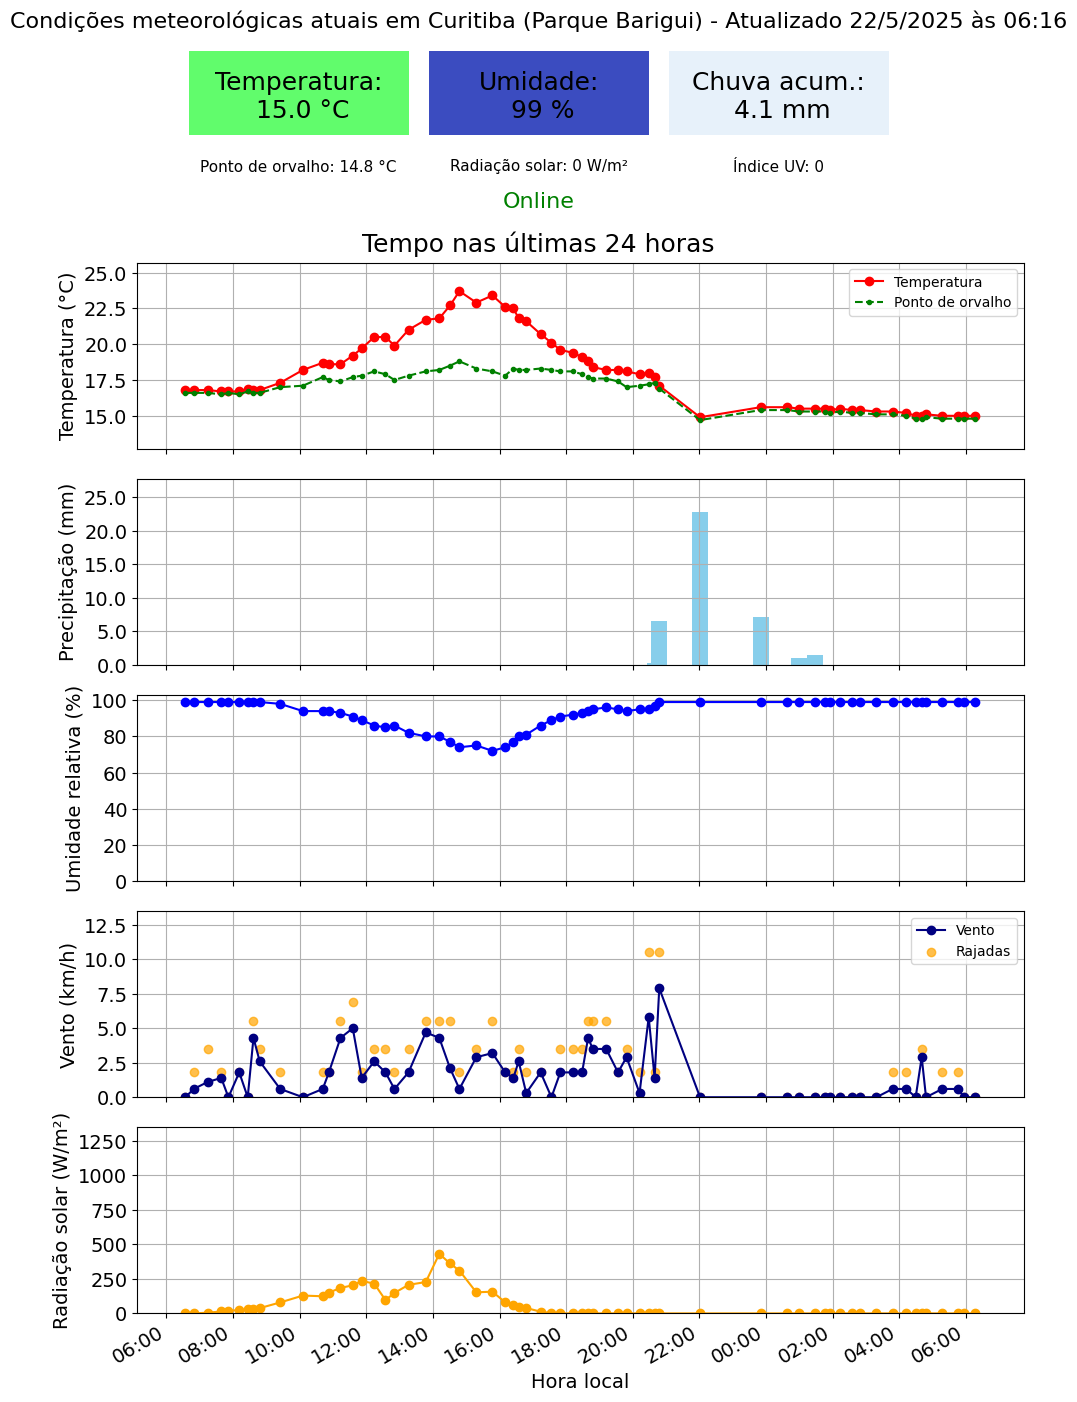 Condições meteorológicas atuais em Curitiba (Parque Barigui) - Atualizado 22/5/2025 às 06:16
Temperatura:
15.0 °C
Umidade:
99 %
Chuva acum.:
4.1 mm
Ponto de orvalho: 14.8 °C
Radiação solar: 0 W/m²
Índice UV: 0
Online
Tempo nas últimas 24 horas
Temperatura (°C)
25.0
22.5
20.0
17.5
15.0
Temperatura
Ponto de orvalho
Precipitação (mm)
25.0
20.0
15.0
10.0
5.0
0.0
Umidade relativa (%)
100
80
60
40
20
0
Vento (km/h)
12.5
10.0
7.5
5.0
2.5
0.0
Vento
Rajadas
Radiação solar (W/m²)
1250
1000
750
500
250
0
06:00
08:00
10:00
12:00
14:00
16:00
18:00
20:00
22:00
00:00
02:00
04:00
06:00
Hora local